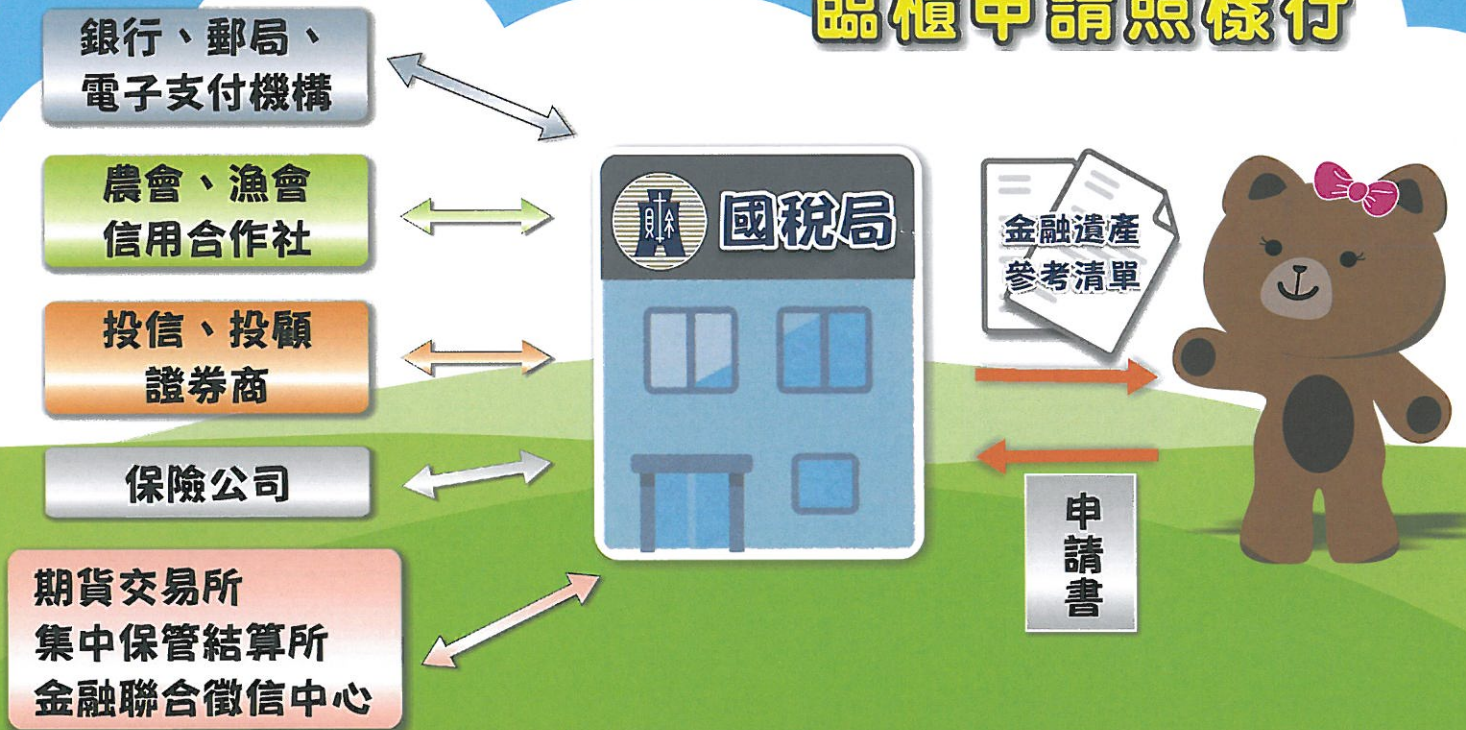 臨櫃申請照樣行
銀行、郵局、
電子支付機構
農會、漁會
信用合作社
投信、投顧
證券商
保險公司
期貨交易所
集中保管結算所
金融聯合徵信中心
國稅局
金融遺產
參考清單
申請書